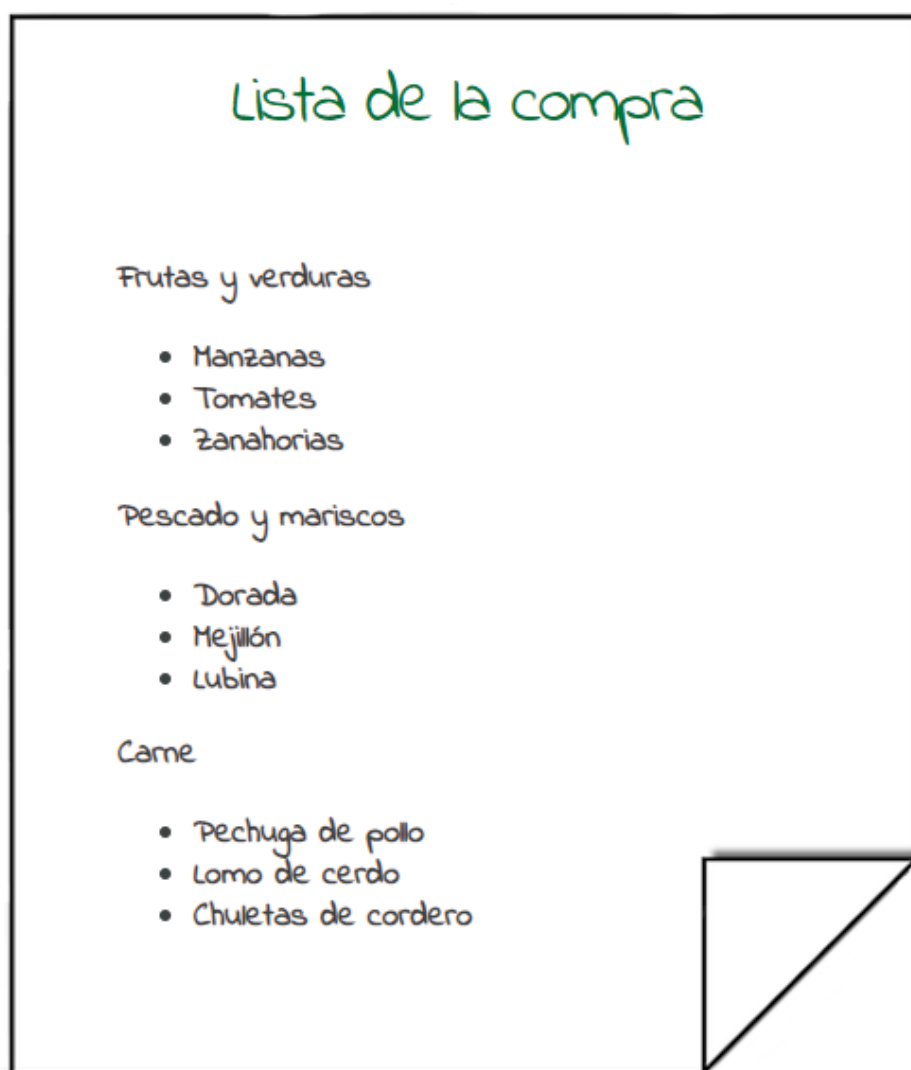 Lista de la compra
Frutas y verduras
Manzanas
Tomates
Zanahorias
Pescado y mariscos
Dorada
Mejillón
Lubina
Carne
Pechuga de pollo
Lomo de cerdo
Chuletas de cordero